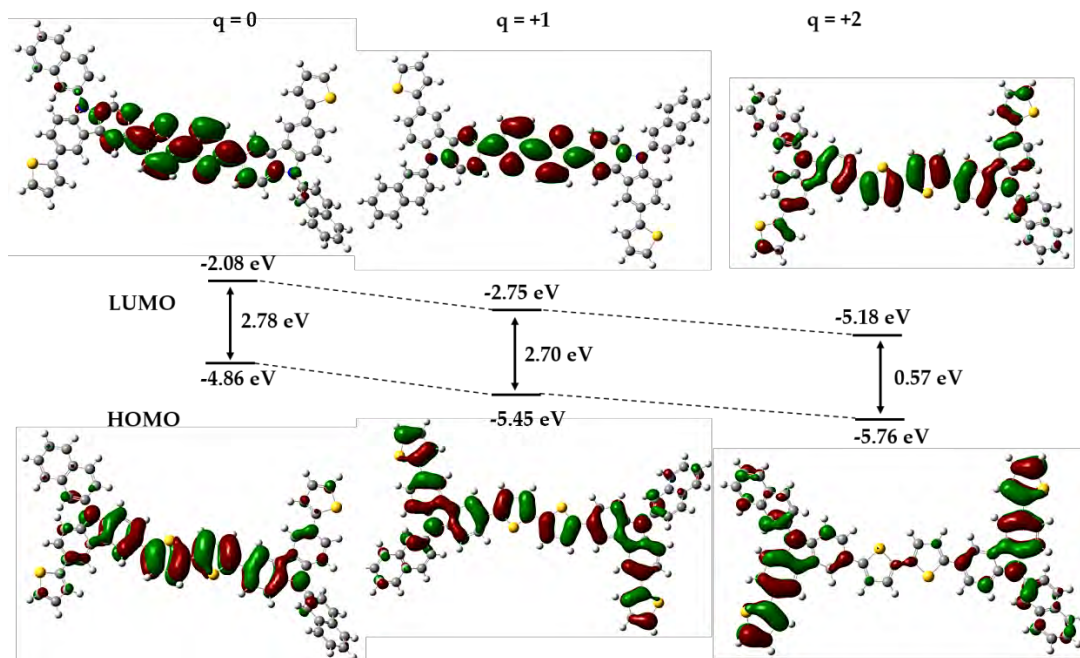 q = 0
q = +1
q = +2
-2.08 eV
-2.75 eV
-5.18 eV
LUMO
2.78 eV
2.70 eV
0.57 eV
-4.86 eV
-5.45 eV
-5.76 eV
HOMO